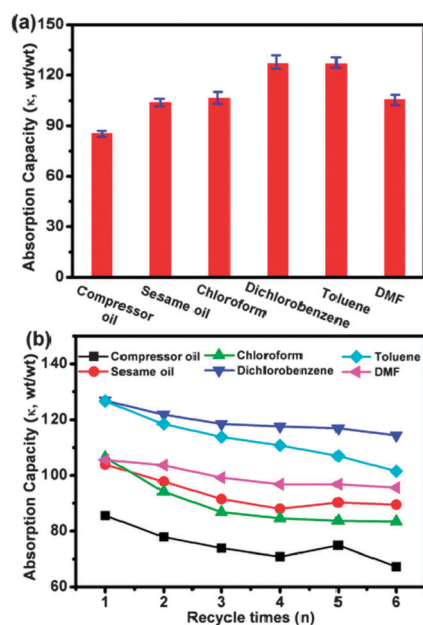 (a)
Absorption Capacity (κ, wt/wt)
150
120
90
60
30
0
Compressor
oil
Sesame oil
Chloroform
Dichlorobenzene
Toluene
DMF
(b)
Absorption Capacity (κ, wt/wt)
140
120
100
80
60
Compressor oil
Chloroform
Toluene
Sesame oil
Dichlorobenzene
DMF
1 2 3 4 5 6
Recycle times (n)